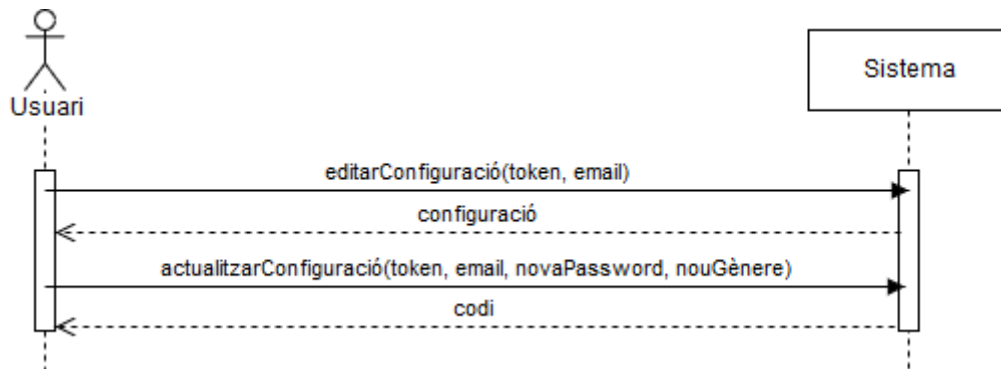 Usuari
Sistema
editarConfiguració(token, email)
configuració
actualitzarConfiguració(token, email, novaPassword, nouGènere)
codi